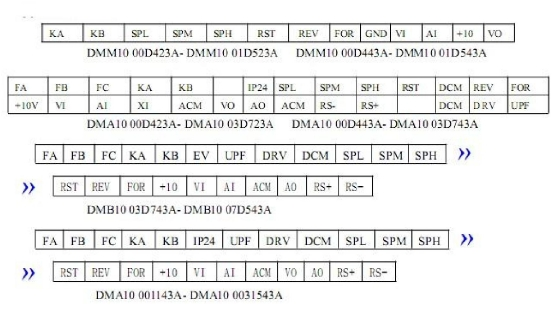 KA KB SPL SPM SPH RST REV FOR GND VI AI +10 VO
DMM10 00D423A- DMM10 01D523A DMM10 00D443A- DMM10 01D543A
FA FB FC KA KB IP24 SPL SPM SPH RST DCM REV FOR
+10V VI AI XI ACM VO AO ACM RS- RS+ DCM DRV UPF
DMA10 00D423A- DMA10 03D723A DMA10 00D443A- DMA10 03D743A
FA FB FC KA KB EV UPF DRV DCM SPL SPM SPH »
» RST REV FOR +10 VI AI ACM AO RS+ RS-
DMB10 03D743A- DMB10 07D543A
FA FB FC KA KB IP24 UPF DRV DCM SPL SPM SPH »
» RST REV FOR +10 VI AI ACM VO AO RS+ RS-
DMA10 001143A- DMA10 0031543A